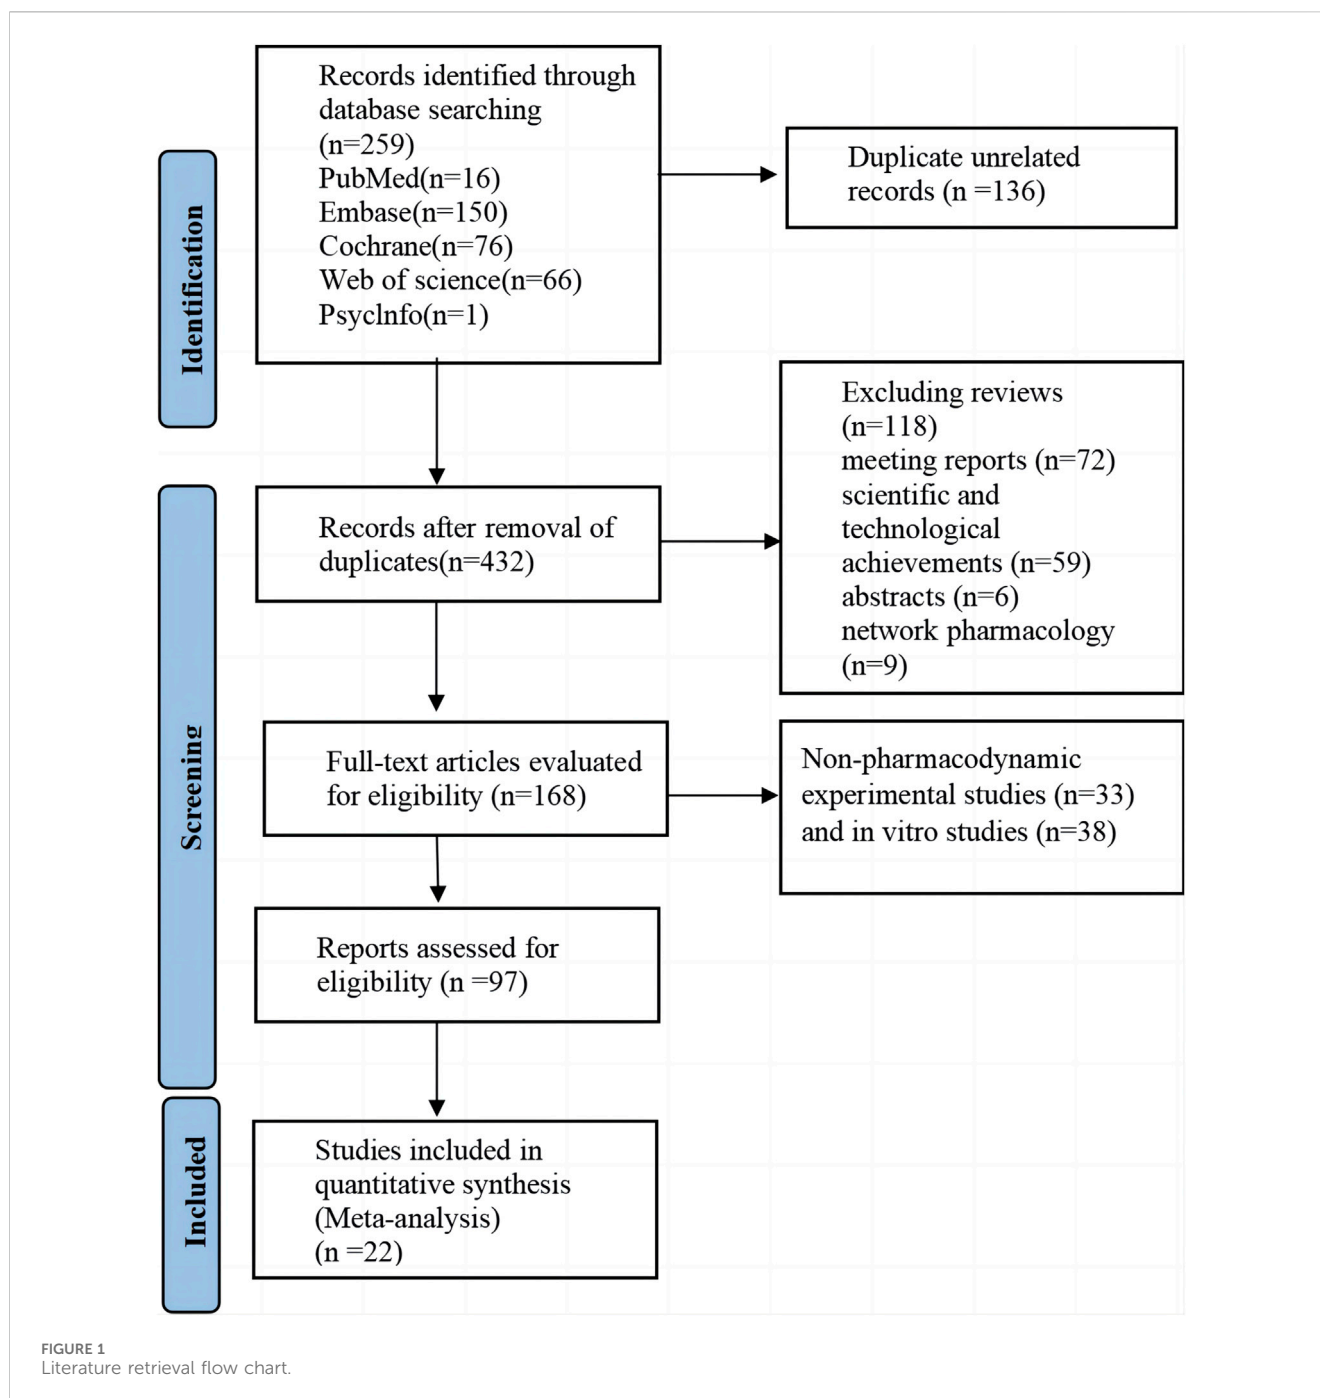 Identification
Records identified through
database searching
(n=259)
PubMed(n=16)
Embase(n=150)
Cochrane(n=76)
Web of science(n=66)
PsycInfo(n=1)
Duplicate unrelated
records (n =136)
Screening
Records after removal of
duplicates(n=432)
Excluding reviews
(n=118)
meeting reports (n=72)
scientific and
technological
achievements (n=59)
abstracts (n=6)
network pharmacology
(n=9)
Full-text articles evaluated
for eligibility (n=168)
Non-pharmacodynamic
experimental studies (n=33)
and in vitro studies (n=38)
Reports assessed for
eligibility (n =97)
Included
Studies included in
quantitative synthesis
(Meta-analysis)
(n =22)
FIGURE 1
Literature retrieval flow chart.